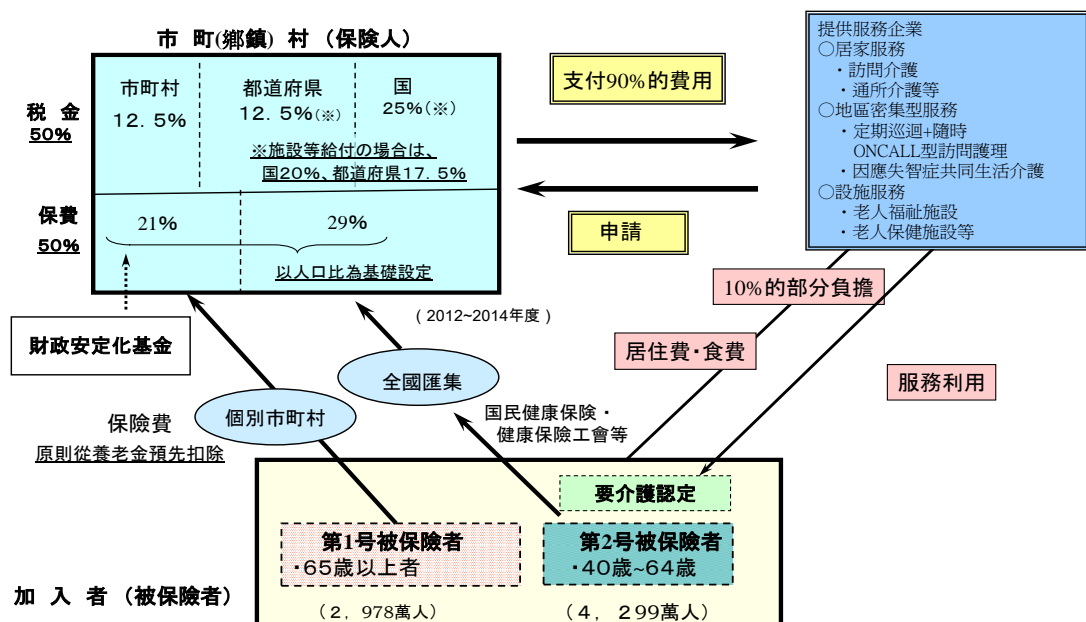 市 町(鄉鎮) 村 （保険人）
税 金
50%
市町村
12．5%
都道府県
12．5%(※)
国
25%(※)
※施設等給付の場合は、
国20%、都道府県17．5%
保費
50%
21%
29%
以人口比為基礎設定
支付90%的費用
申請
提供服務企業
○居家服務
・訪問介護
・通所介護等
○地區密集型服務
・定期巡迴+隨時
ONCALL型訪問護理
・因應失智症共同生活介護
○設施服務
・老人福祉施設
・老人保健施設等
財政安定化基金
（2012~2014年度）
10%的部分負擔
居住費・食費
服務利用
全國匯集
個別市町村
保險費
原則從養老金預先扣除
国民健康保険・
健康保險工會等
要介護認定
第1号被保険者
・65歳以上者
第2号被保険者
・40歳~64歳
加 入 者 （被保險者）
（2，978萬人）
（4，299萬人）